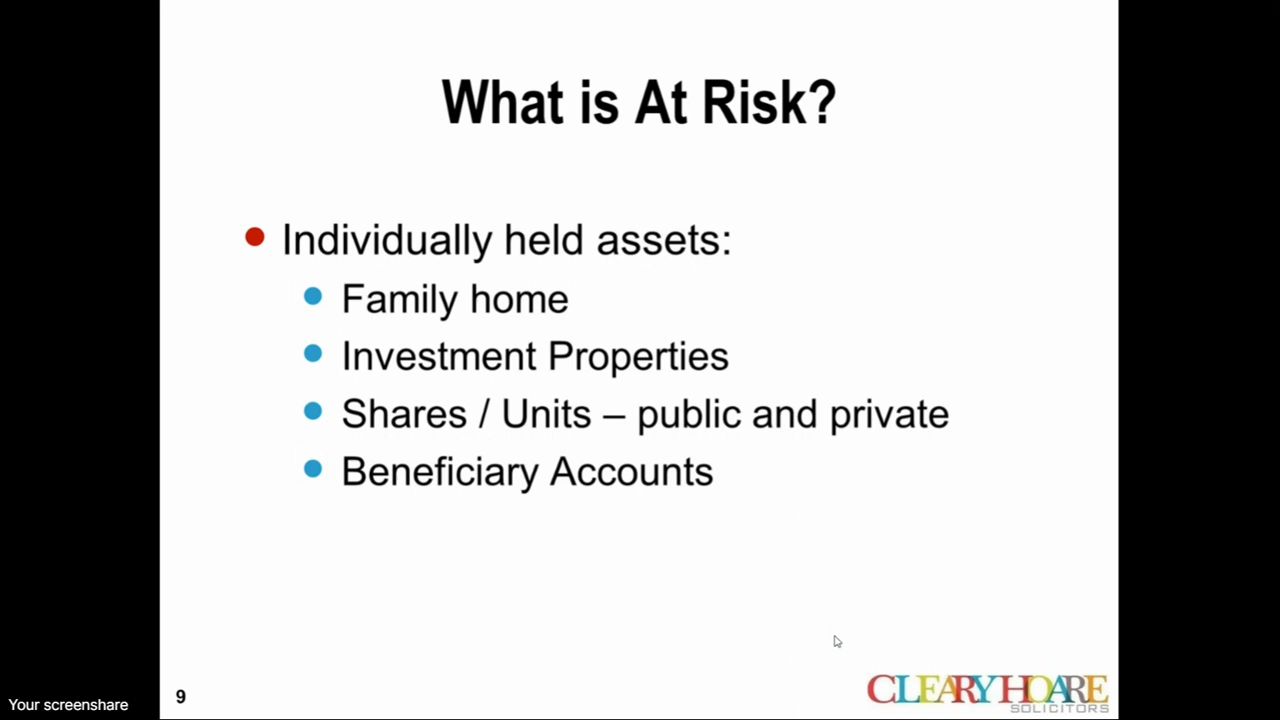 What is At Risk?
Individually held assets:
Family home
Investment Properties
Shares / Units – public and private
Beneficiary Accounts
CLEARY HOARE
SOLICITORS
9
Your screenshare